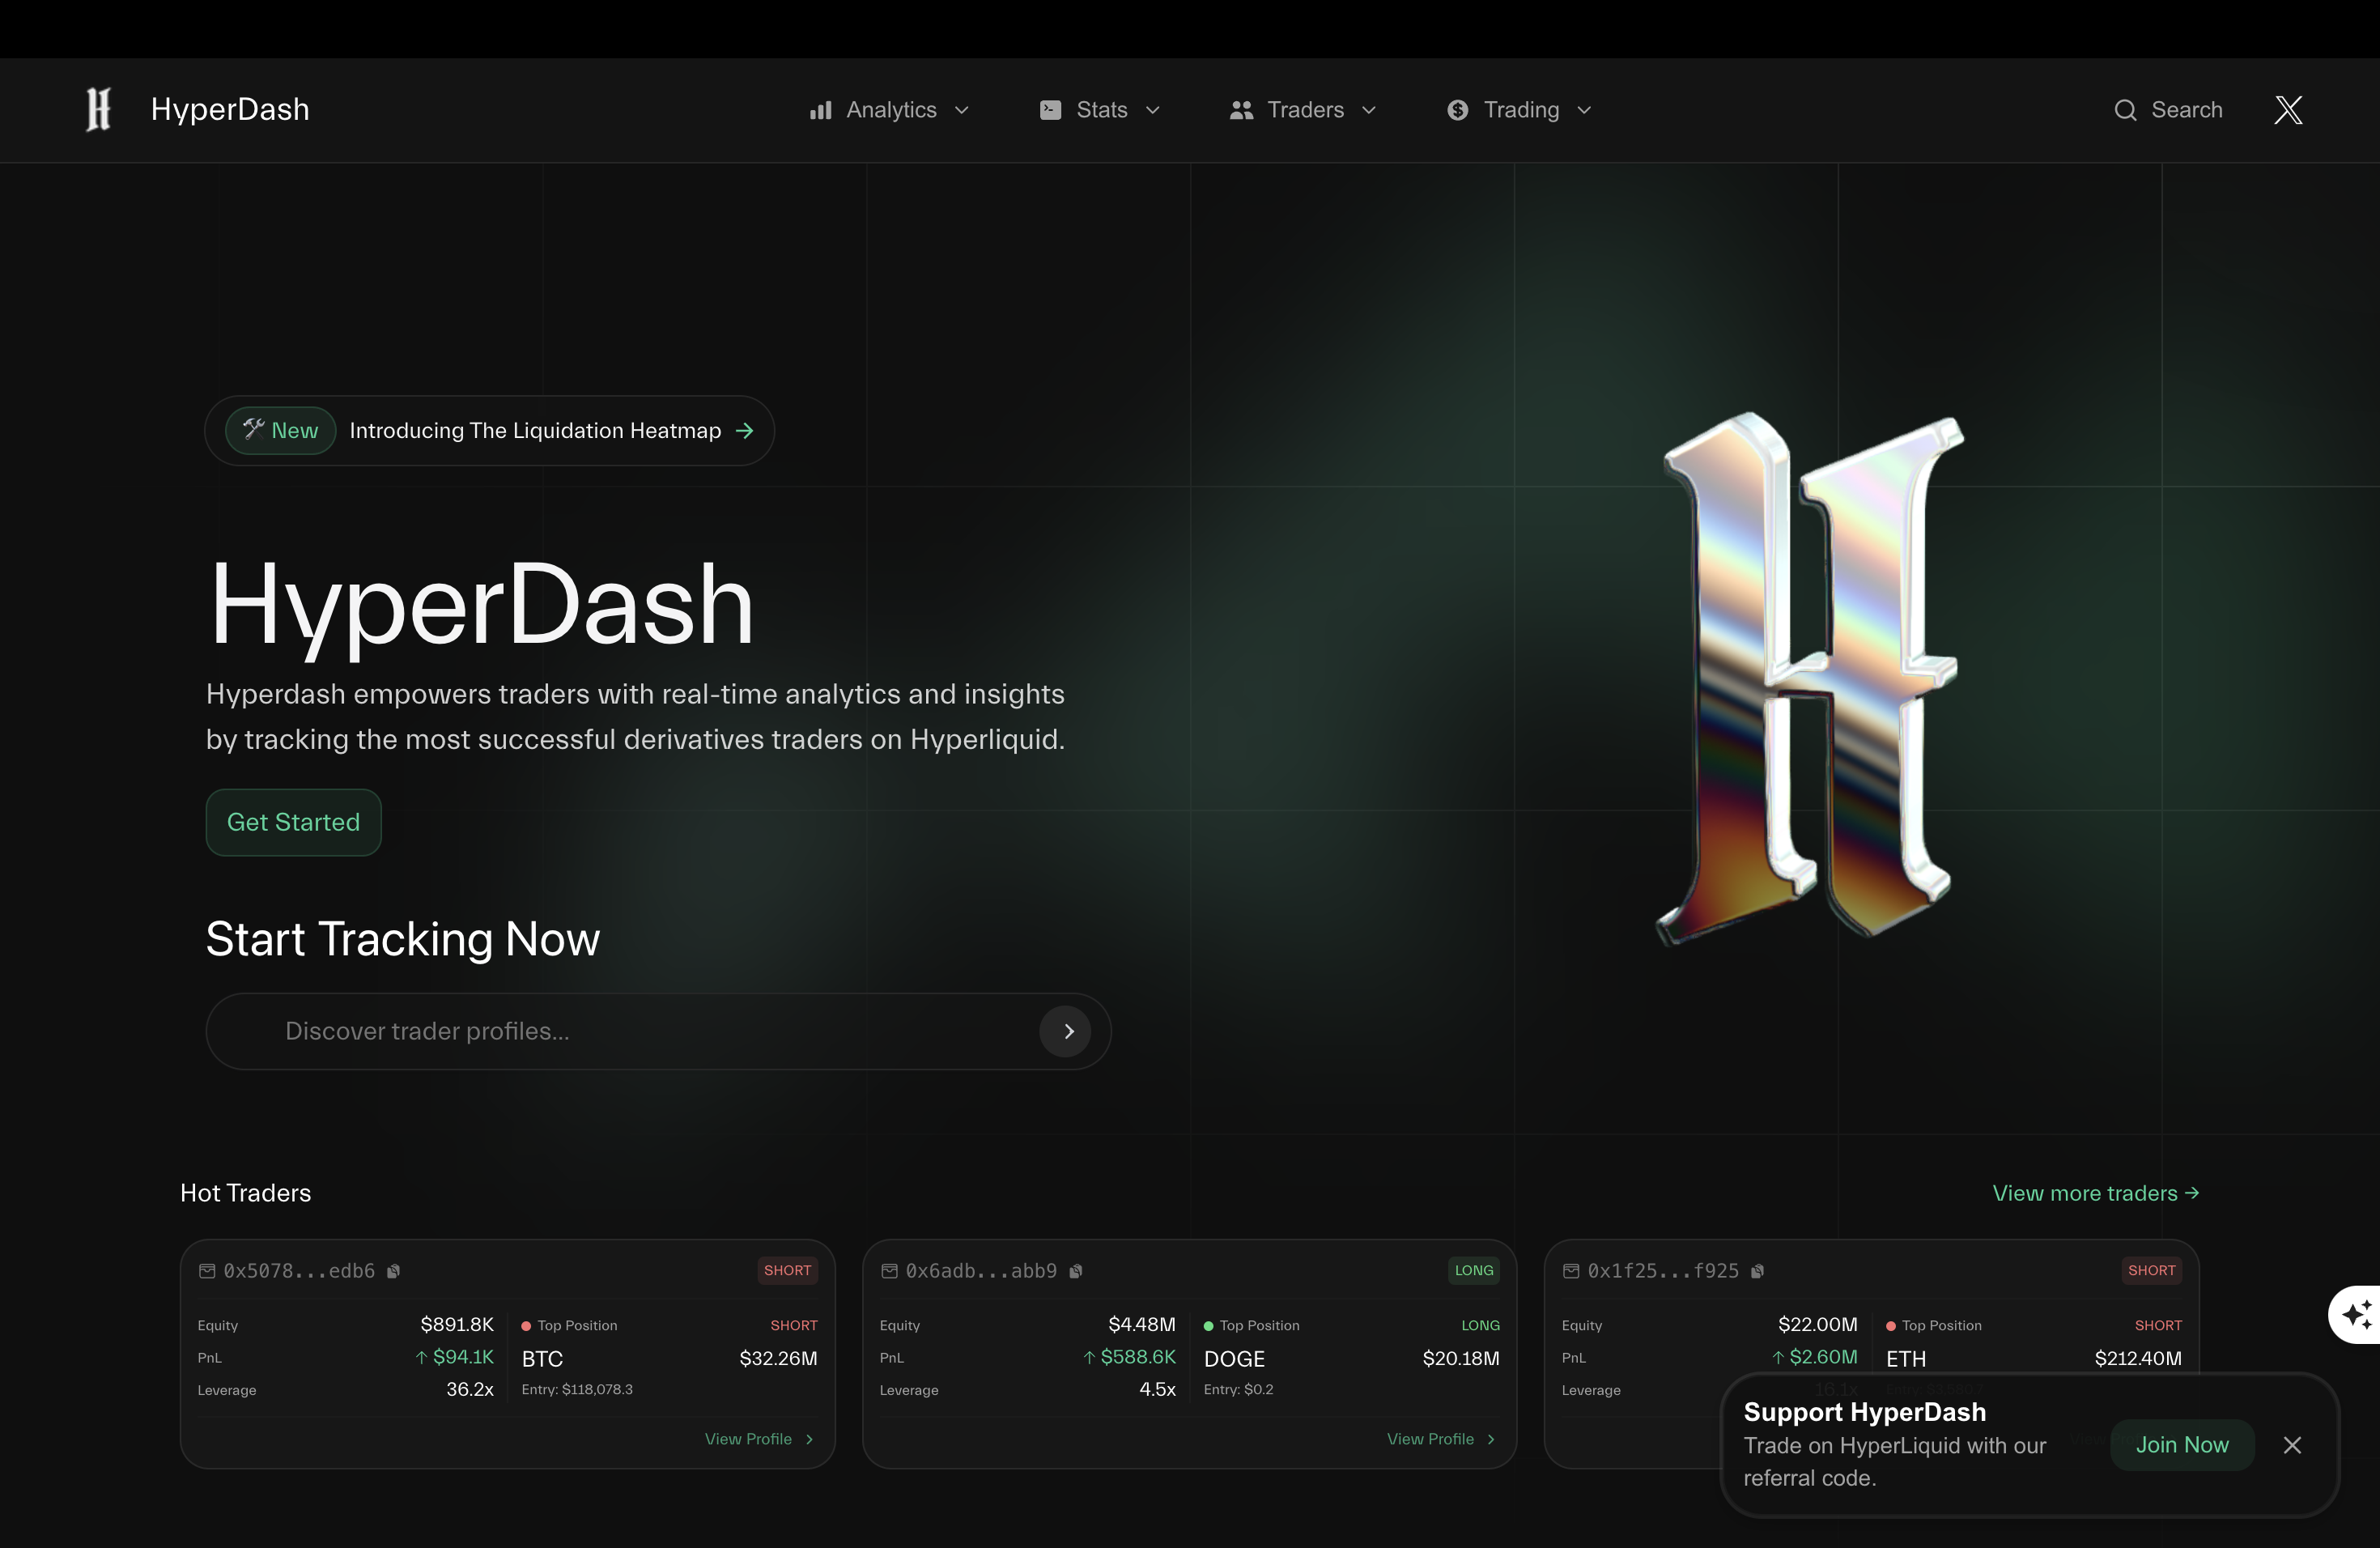 HyperDash
Analytics
Stats
Traders
Trading
Search
New Introducing The Liquidation Heatmap →
HyperDash
Hyperdash empowers traders with real-time analytics and insights
by tracking the most successful derivatives traders on Hyperliquid.
Get Started
Start Tracking Now
Discover trader profiles...
Hot Traders
View more traders →
0x5078...edb6 SHORT
Equity $891.8K
PnL ↑ $94.1K
Leverage 36.2x
Top Position SHORT
BTC $32.26M
Entry: $118,078.3
View Profile
0x6adb...abb9 LONG
Equity $4.48M
PnL ↑ $588.6K
Leverage 4.5x
Top Position LONG
DOGE $20.18M
Entry: $0.2
View Profile
0x1f25...f925 SHORT
Equity $22.00M
PnL ↑ $2.60M
Leverage 16.1x
Top Position SHORT
ETH $212.40M
Support HyperDash
Trade on HyperLiquid with our
referral code.
Join Now